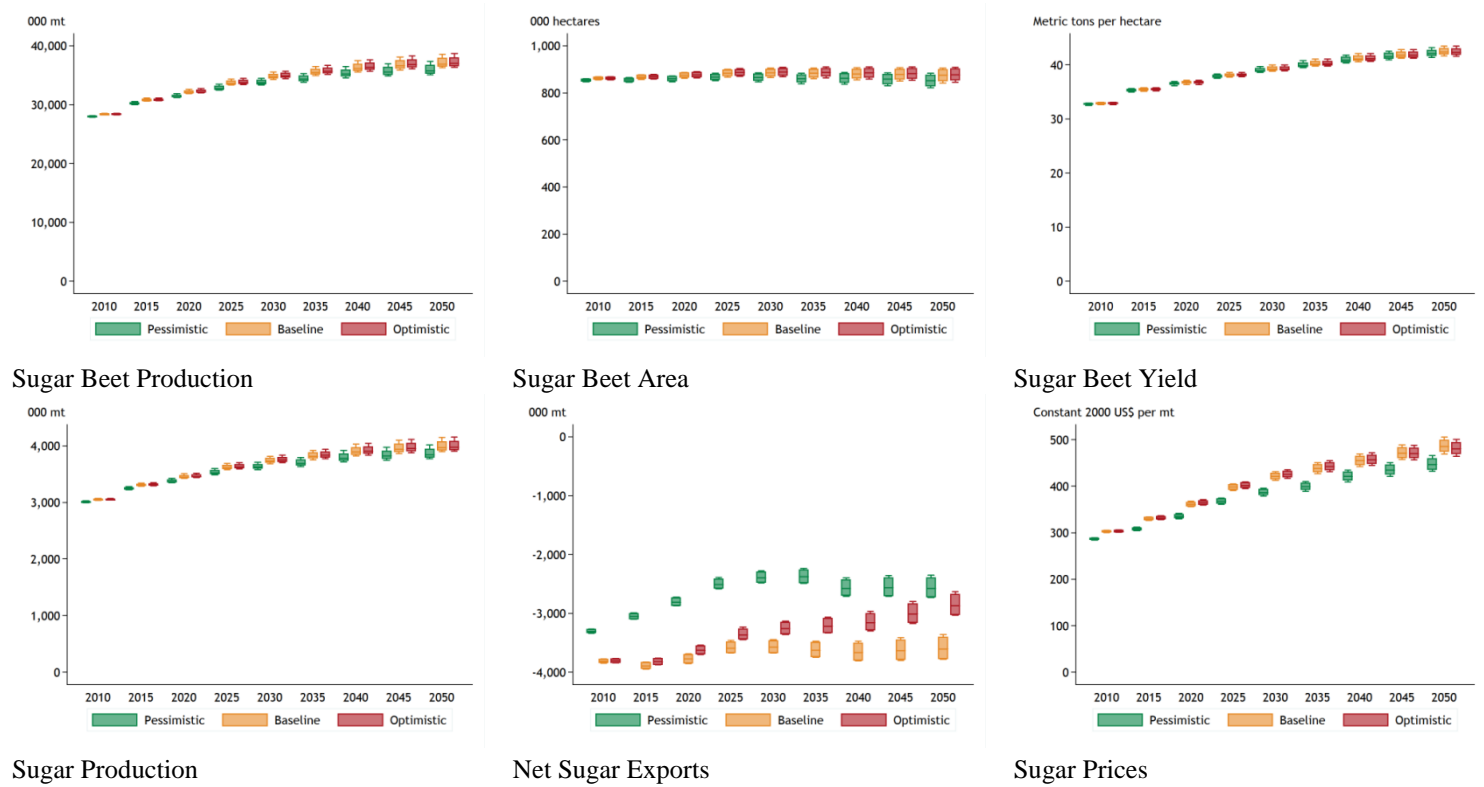 000 mt
40,000
30,000
20,000
10,000
0
2010 2015 2020 2025 2030 2035 2040 2045 2050
Pessimistic Baseline Optimistic
Sugar Beet Production
000 hectares
1,000
800
600
400
200
0
2010 2015 2020 2025 2030 2035 2040 2045 2050
Pessimistic Baseline Optimistic
Sugar Beet Area
Metric tons per hectare
40
30
20
10
0
2010 2015 2020 2025 2030 2035 2040 2045 2050
Pessimistic Baseline Optimistic
Sugar Beet Yield
000 mt
4,000
3,000
2,000
1,000
0
2010 2015 2020 2025 2030 2035 2040 2045 2050
Pessimistic Baseline Optimistic
Sugar Production
000 mt
0
-1,000
-2,000
-3,000
-4,000
2010 2015 2020 2025 2030 2035 2040 2045 2050
Pessimistic Baseline Optimistic
Net Sugar Exports
Constant 2000 US$ per mt
500
400
300
200
100
0
2010 2015 2020 2025 2030 2035 2040 2045 2050
Pessimistic Baseline Optimistic
Sugar Prices